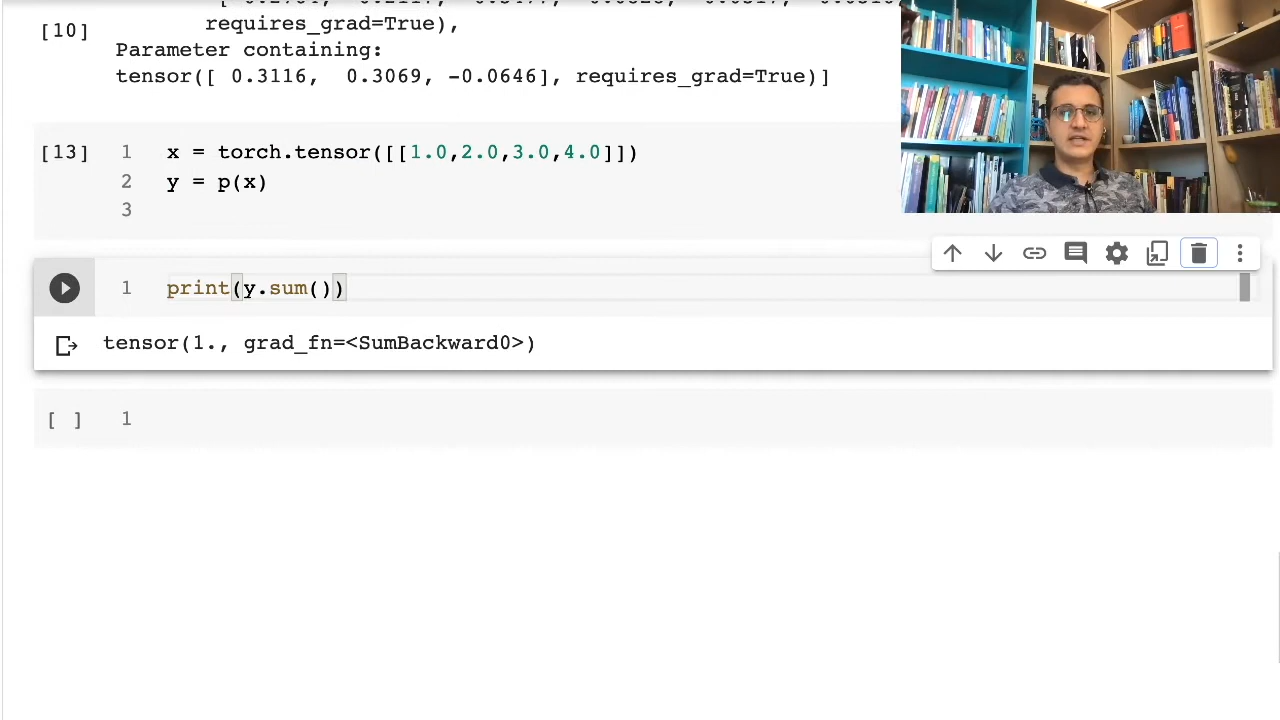 [10]
requires_grad=True),
Parameter containing:
tensor([ 0.3116,  0.3069, -0.0646], requires_grad=True)]
[13] 1 x = torch.tensor([[1.0,2.0,3.0,4.0]])
2 y = p(x)
3
1 print(y.sum())
tensor(1., grad_fn=<SumBackward0>)
[ ] 1